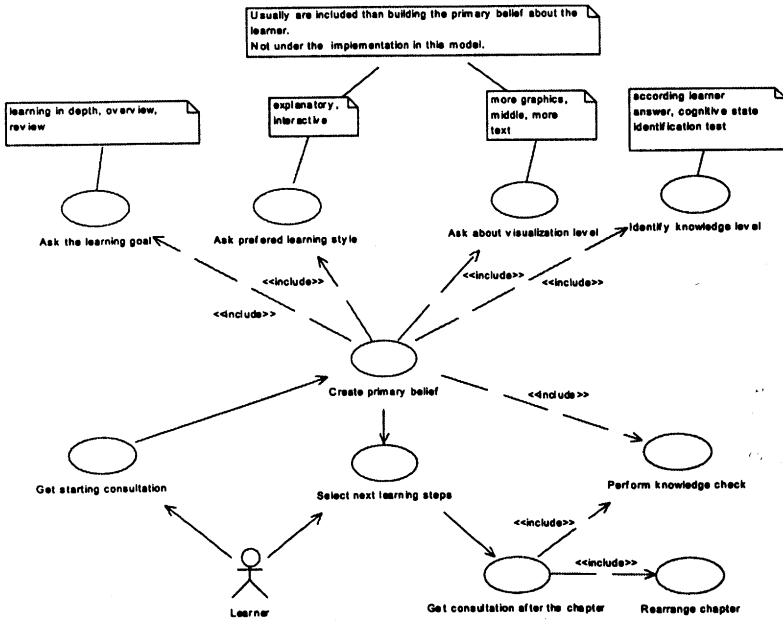 Usually are included than building the primary belief about the
learner.
Not under the implementation in this model.
learning in depth, overview,
review
explanatory,
interactive
more graphics,
middle, more
text
according learner
answer, cognitive state
identification test
Ask the learning goal
Ask prefered learning style
Ask about visualization level
Identify knowledge level
<<include>>
<<include>>
<<include>>
<<include>>
Create primary belief
<<include>>
Get starting consultation
Select next learning steps
Perform knowledge check
<<include>>
<<include>>
Learner
Get consultation after the chapter
Rearrange chapter